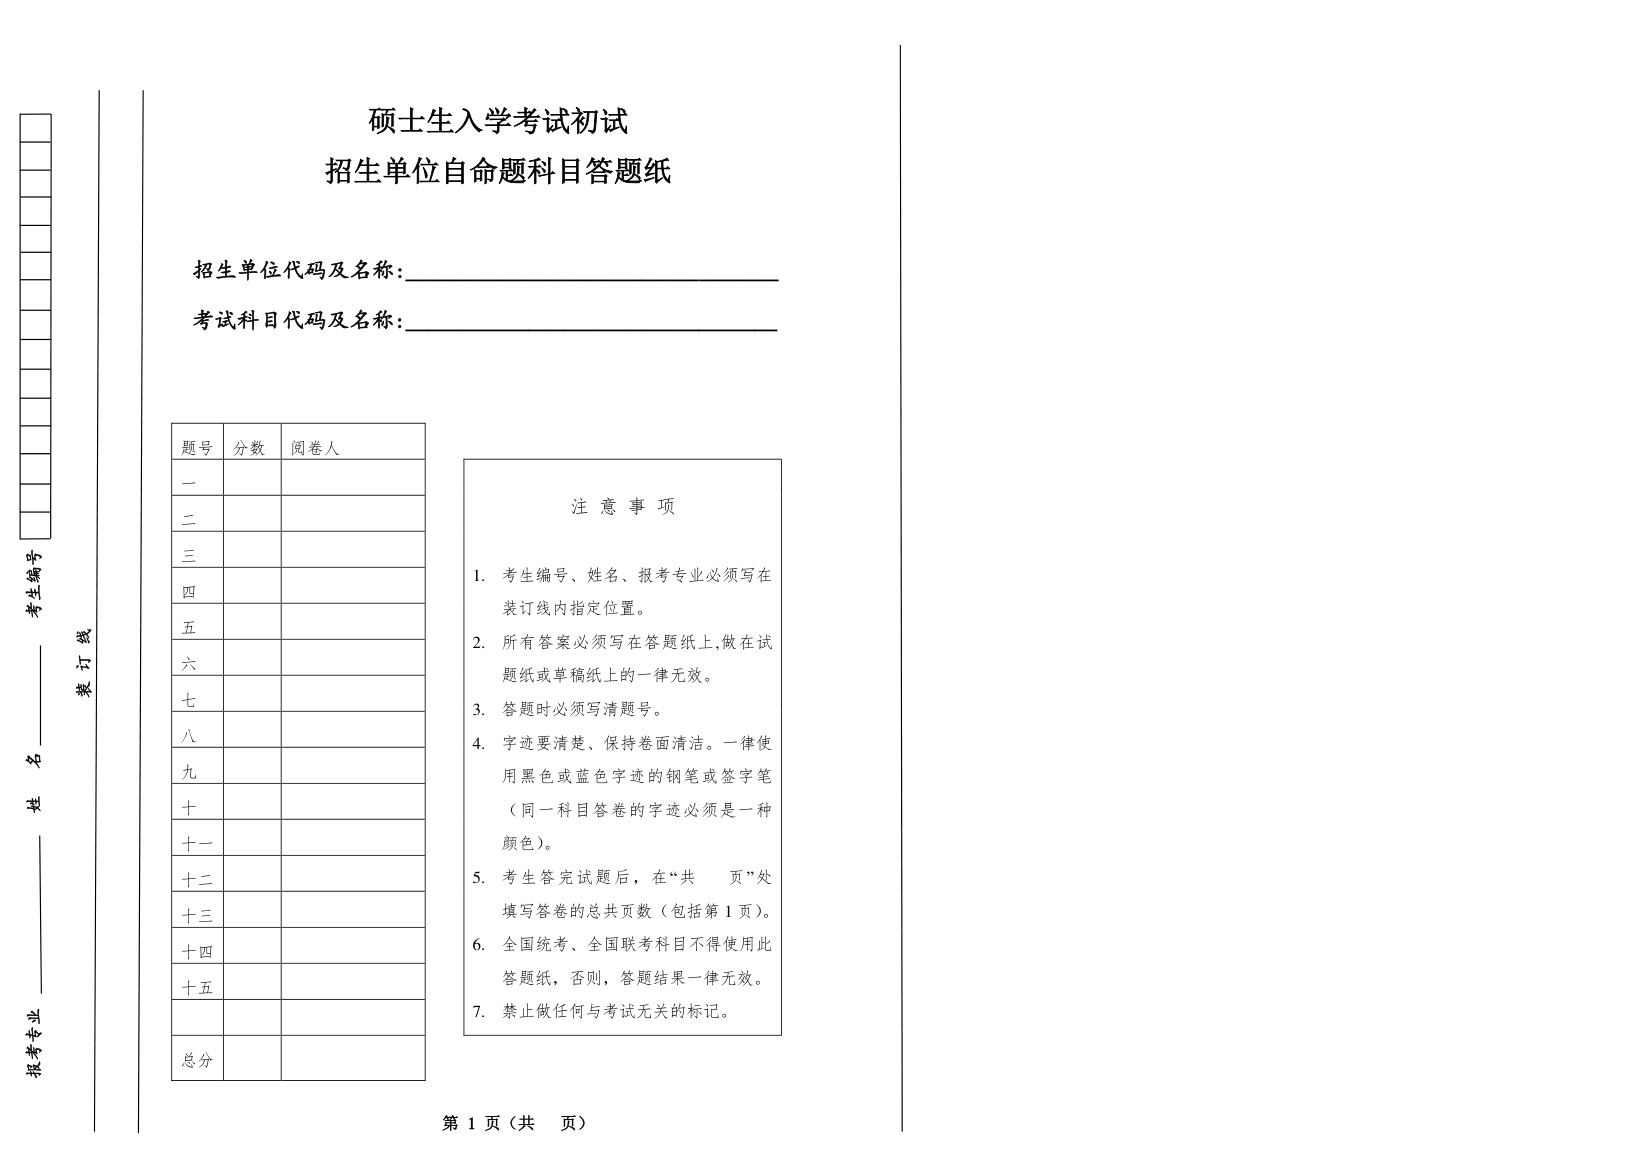 硕士生入学考试初试
招生单位自命题科目答题纸
招生单位代码及名称:
考试科目代码及名称:
考生编号
姓 名
报考专业
装 订 线
题号 分数 阅卷人
一
二
三
四
五
六
七
八
九
十
十一
十二
十三
十四
十五
总分
注 意 事 项
1. 考生编号、姓名、报考专业必须写在
装订线内指定位置。
2. 所有答案必须写在答题纸上,做在试
题纸或草稿纸上的一律无效。
3. 答题时必须写清题号。
4. 字迹要清楚、保持卷面清洁。一律使
用黑色或蓝色字迹的钢笔或签字笔
（同一科目答卷的字迹必须是一种
颜色）。
5. 考生答完试题后，在“共 页”处
填写答卷的总共页数（包括第 1 页）。
6. 全国统考、全国联考科目不得使用此
答题纸，否则，答题结果一律无效。
7. 禁止做任何与考试无关的标记。
第 1 页（共 页）